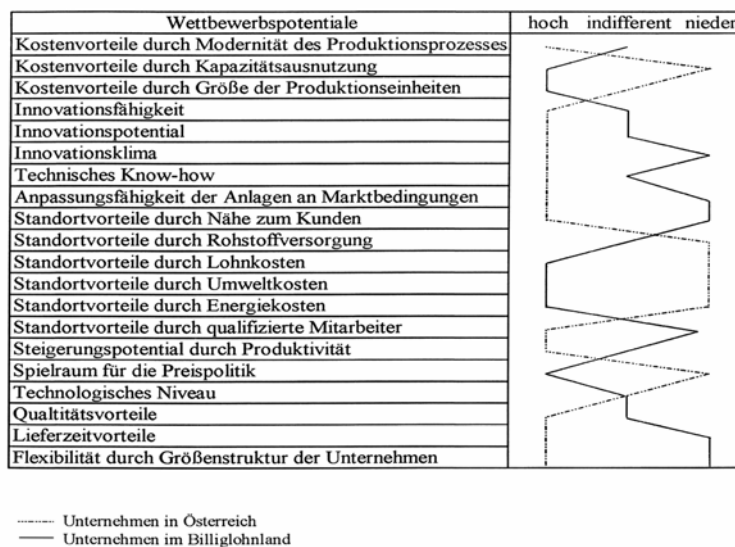 Wettbewerbspotentiale hoch indifferent nieder
Kostenvorteile durch Modernität des Produktionsprozesses
Kostenvorteile durch Kapazitätsausnutzung
Kostenvorteile durch Größe der Produktionseinheiten
Innovationsfähigkeit
Innovationspotential
Innovationsklima
Technisches Know-how
Anpassungsfähigkeit der Anlagen an Marktbedingungen
Standortvorteile durch Nähe zum Kunden
Standortvorteile durch Rohstoffversorgung
Standortvorteile durch Lohnkosten
Standortvorteile durch Umweltkosten
Standortvorteile durch Energiekosten
Standortvorteile durch qualifizierte Mitarbeiter
Steigerungspotential durch Produktivität
Spielraum für die Preispolitik
Technologisches Niveau
Qualtitätsvorteile
Lieferzeitvorteile
Flexibilität durch Größenstruktur der Unternehmen
Unternehmen in Österreich
Unternehmen im Billiglohnland